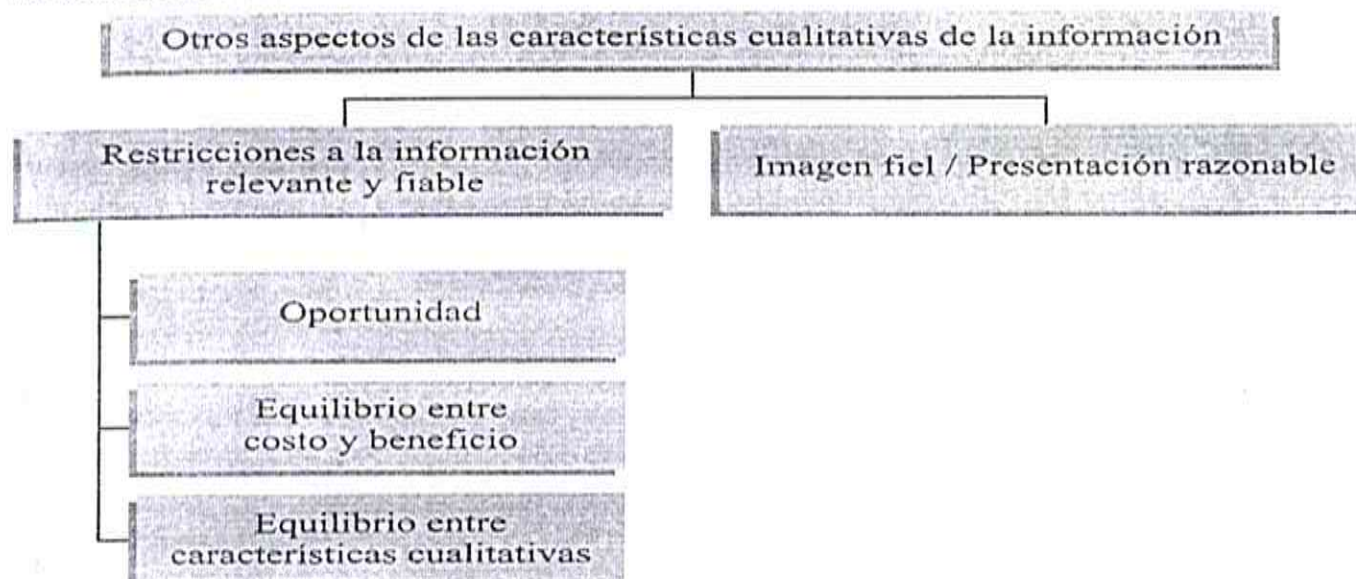 Otros aspectos de las características cualitativas de la información
Restricciones a la información
relevante y fiable
Imagen fiel / Presentación razonable
Oportunidad
Equilibrio entre
costo y beneficio
Equilibrio entre
características cualitativas